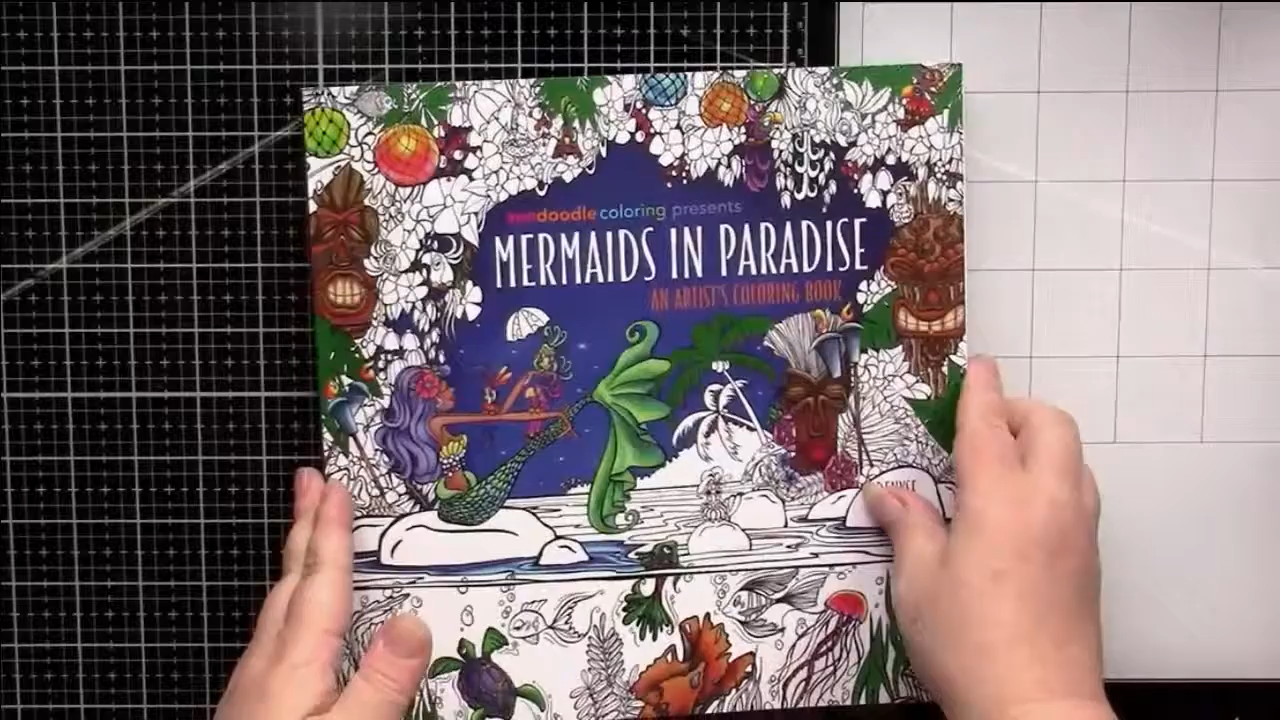 zendoodle coloring presents
MERMAIDS IN PARADISE
AN ARTIST'S COLORING BOOK